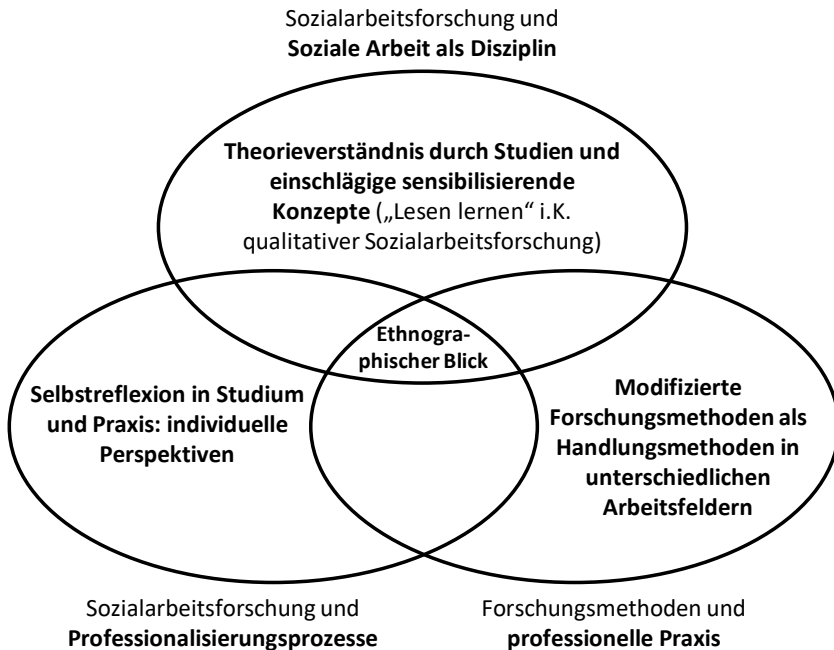 Sozialarbeitsforschung und
Soziale Arbeit als Disziplin
Theorieverständnis durch Studien und
einschlägige sensibilisierende
Konzepte („Lesen lernen“ i.K.
qualitativer Sozialarbeitsforschung)
Ethnogra-
phischer Blick
Selbstreflexion in Studium
und Praxis: individuelle
Perspektiven
Modifizierte
Forschungsmethoden als
Handlungsmethoden in
unterschiedlichen
Arbeitsfeldern
Sozialarbeitsforschung und
Professionalisierungsprozesse
Forschungsmethoden und
professionelle Praxis